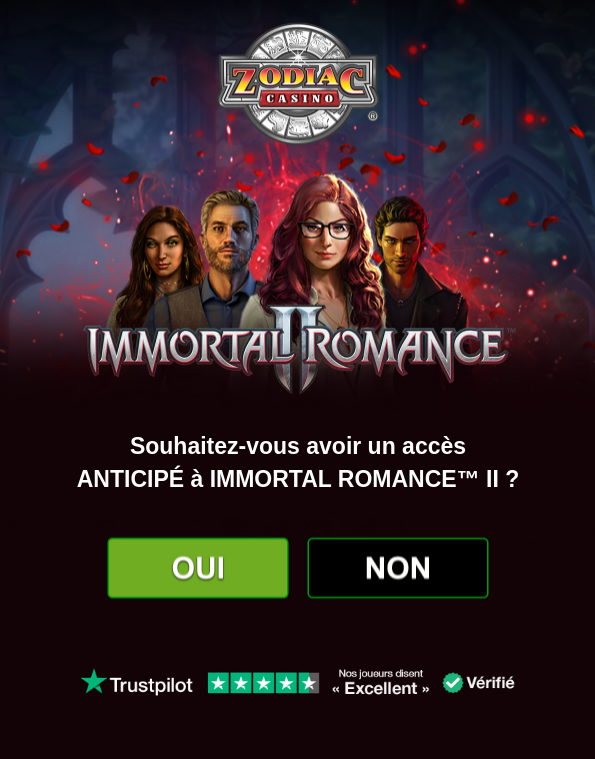 ZODIAC
CASINO
®
IMMORTAL II ROMANCE™
Souhaitez-vous avoir un accès
ANTICIPÉ à IMMORTAL ROMANCE™ II ?
OUI NON
Trustpilot
Nos joueurs disent
« Excellent »
Vérifié